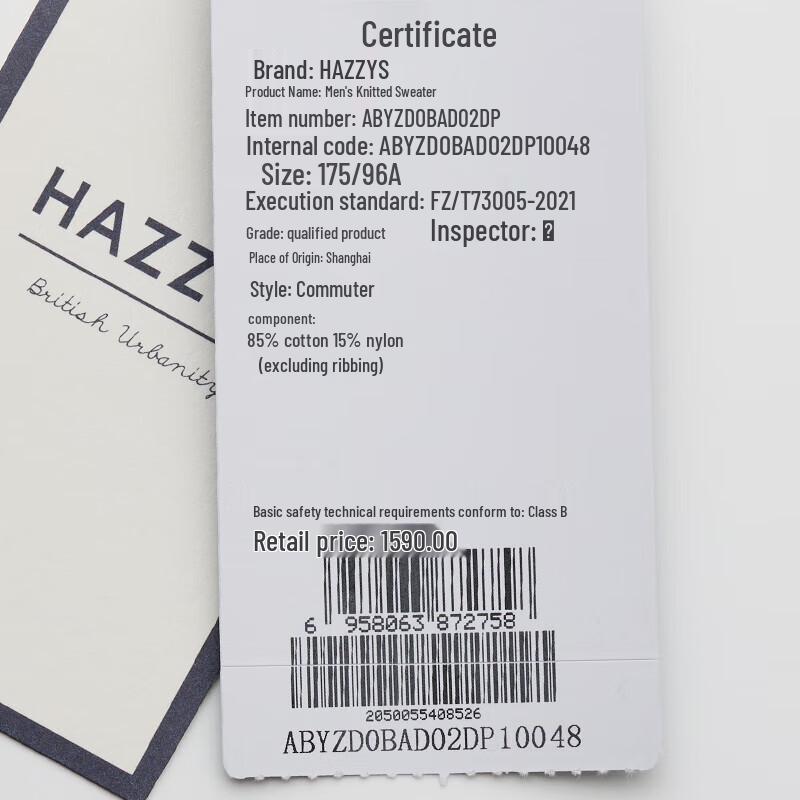 Certificate
Brand: HAZZYS
Product Name: Men's Knitted Sweater
Item number: ABYZD0BAD02DP
Internal code: ABYZD0BAD02DP10048
Size: 175/96A
Execution standard: FZ/T73005-2021
Grade: qualified product
Inspector:
Place of Origin: Shanghai
Style: Commuter
component:
85% cotton 15% nylon
(excluding ribbing)
Basic safety technical requirements conform to: Class B
Retail price: 1590.00
6 958063 872758
2050055408526
ABYZD0BAD02DP10048
HAZZ
British Urbanity